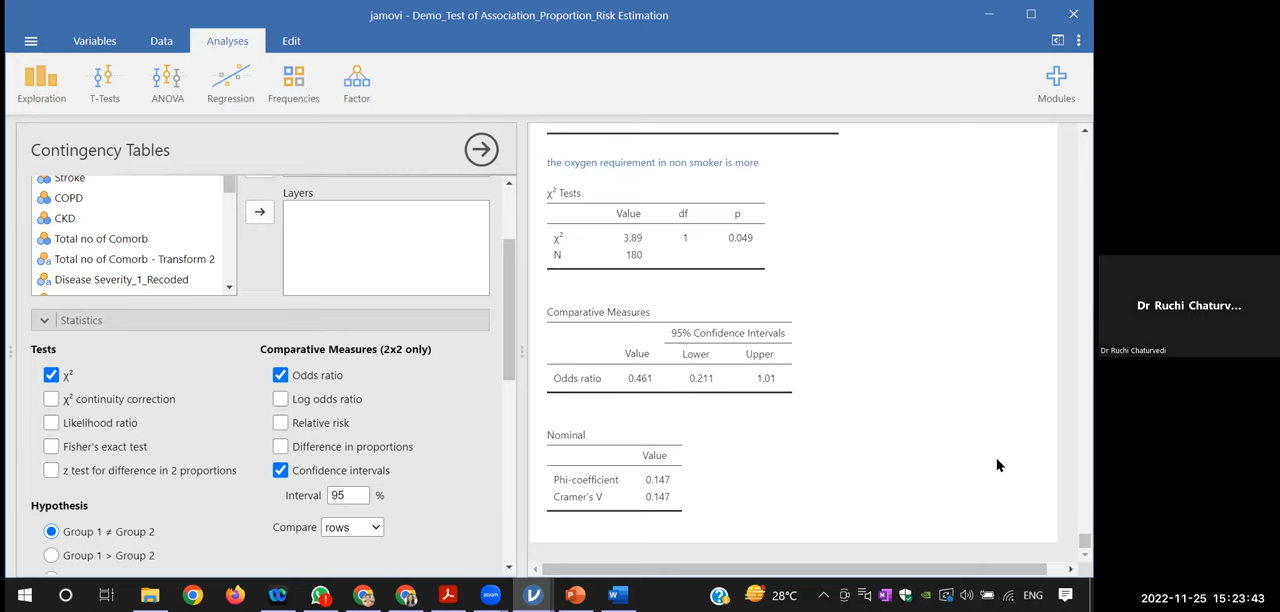 jamovi - Demo_Test of Association_Proportion_Risk Estimation
Variables Data Analyses Edit
Exploration T-Tests ANOVA Regression Frequencies Factor Modules
Contingency Tables
Stroke
COPD
CKD
Total no of Comorb
Total no of Comorb - Transform 2
Disease Severity_1_Recoded
Layers
Statistics
Tests
χ²
χ² continuity correction
Likelihood ratio
Fisher's exact test
z test for difference in 2 proportions
Hypothesis
Group 1 ≠ Group 2
Group 1 > Group 2
Comparative Measures (2x2 only)
Odds ratio
Log odds ratio
Relative risk
Difference in proportions
Confidence intervals
Interval 95 %
Compare rows
the oxygen requirement in non smoker is more
χ² Tests
Value df p
χ² 3.89 1 0.049
N 180
Comparative Measures
95% Confidence Intervals
Value Lower Upper
Odds ratio 0.461 0.211 1.01
Nominal
Value
Phi-coefficient 0.147
Cramer's V 0.147
Dr Ruchi Chaturv...
Dr Ruchi Chaturvedi
zoom
28°C
ENG
2022-11-25 15:23:43